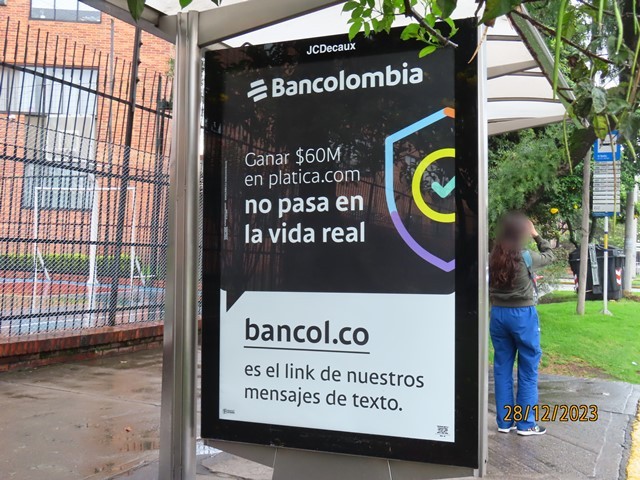 JCDecaux
Bancolombia
Ganar $60M
en platica.com
no pasa en
la vida real
bancol.co
es el link de nuestros
mensajes de texto.
28/12/2023